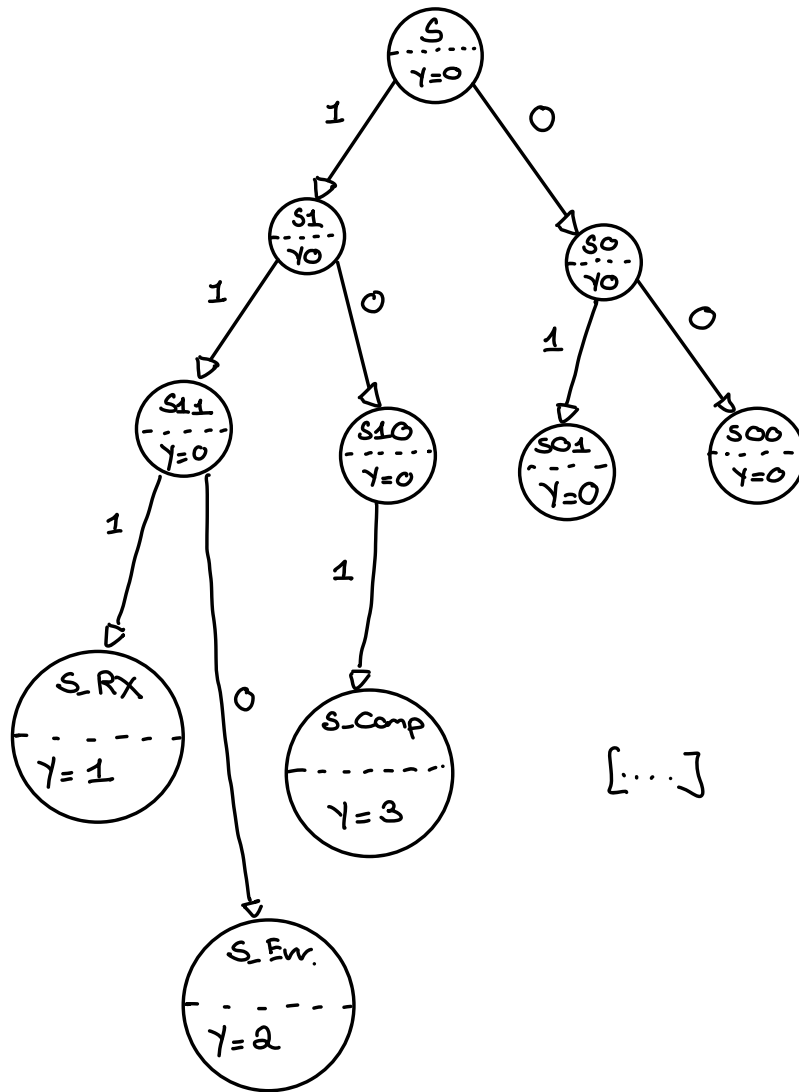 S
Y=0
1
0
S1
Y0
S0
Y0
1
0
1
0
S11
Y=0
S10
Y=0
S01
Y=0
S00
Y=0
1
1
S_RX
Y=1
0
S_Comp
Y=3
[....]
S_Err.
Y=2